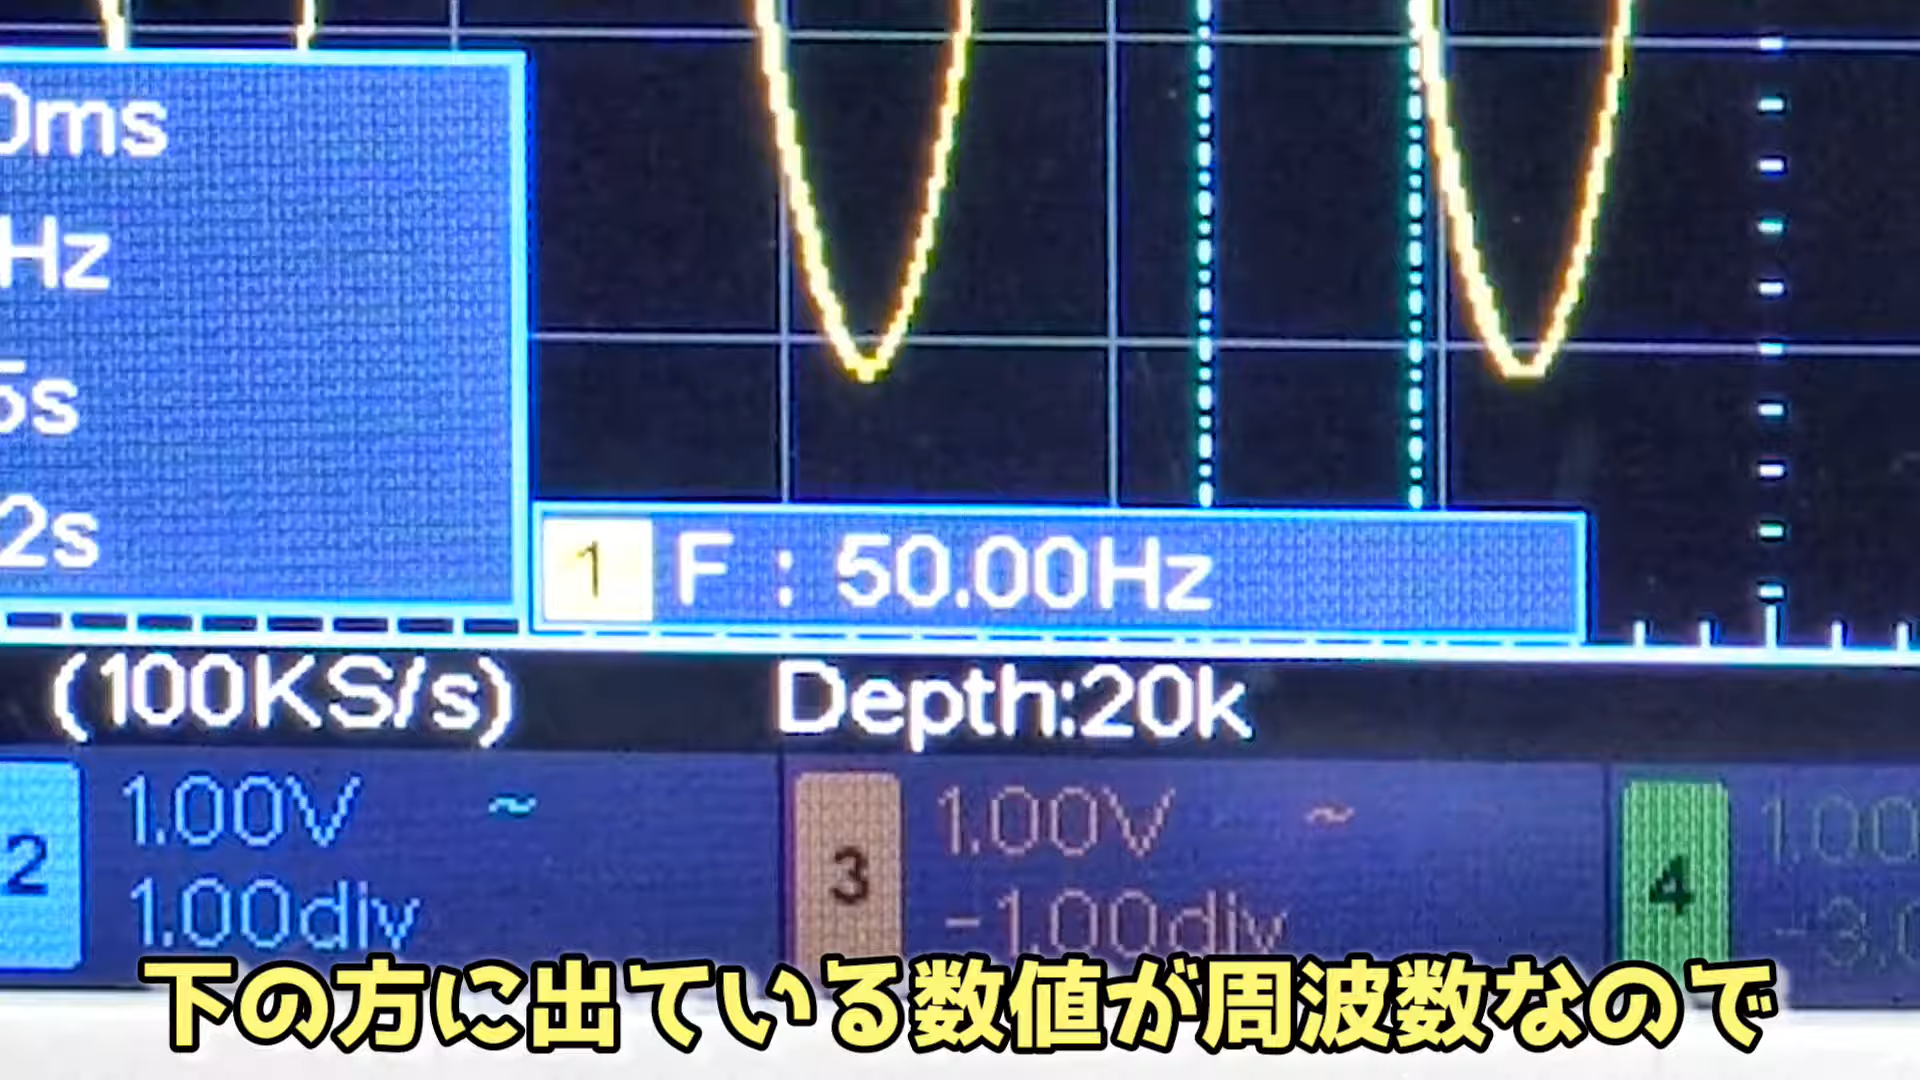 0ms
Hz
5s
2s
1 F : 50.00Hz
(100KS/s) Depth:20k
2 1.00V ~ 3 1.00V ~ 4 1.00
1.00div -1.00div -3.0
下の方に出ている数値が周波数なので